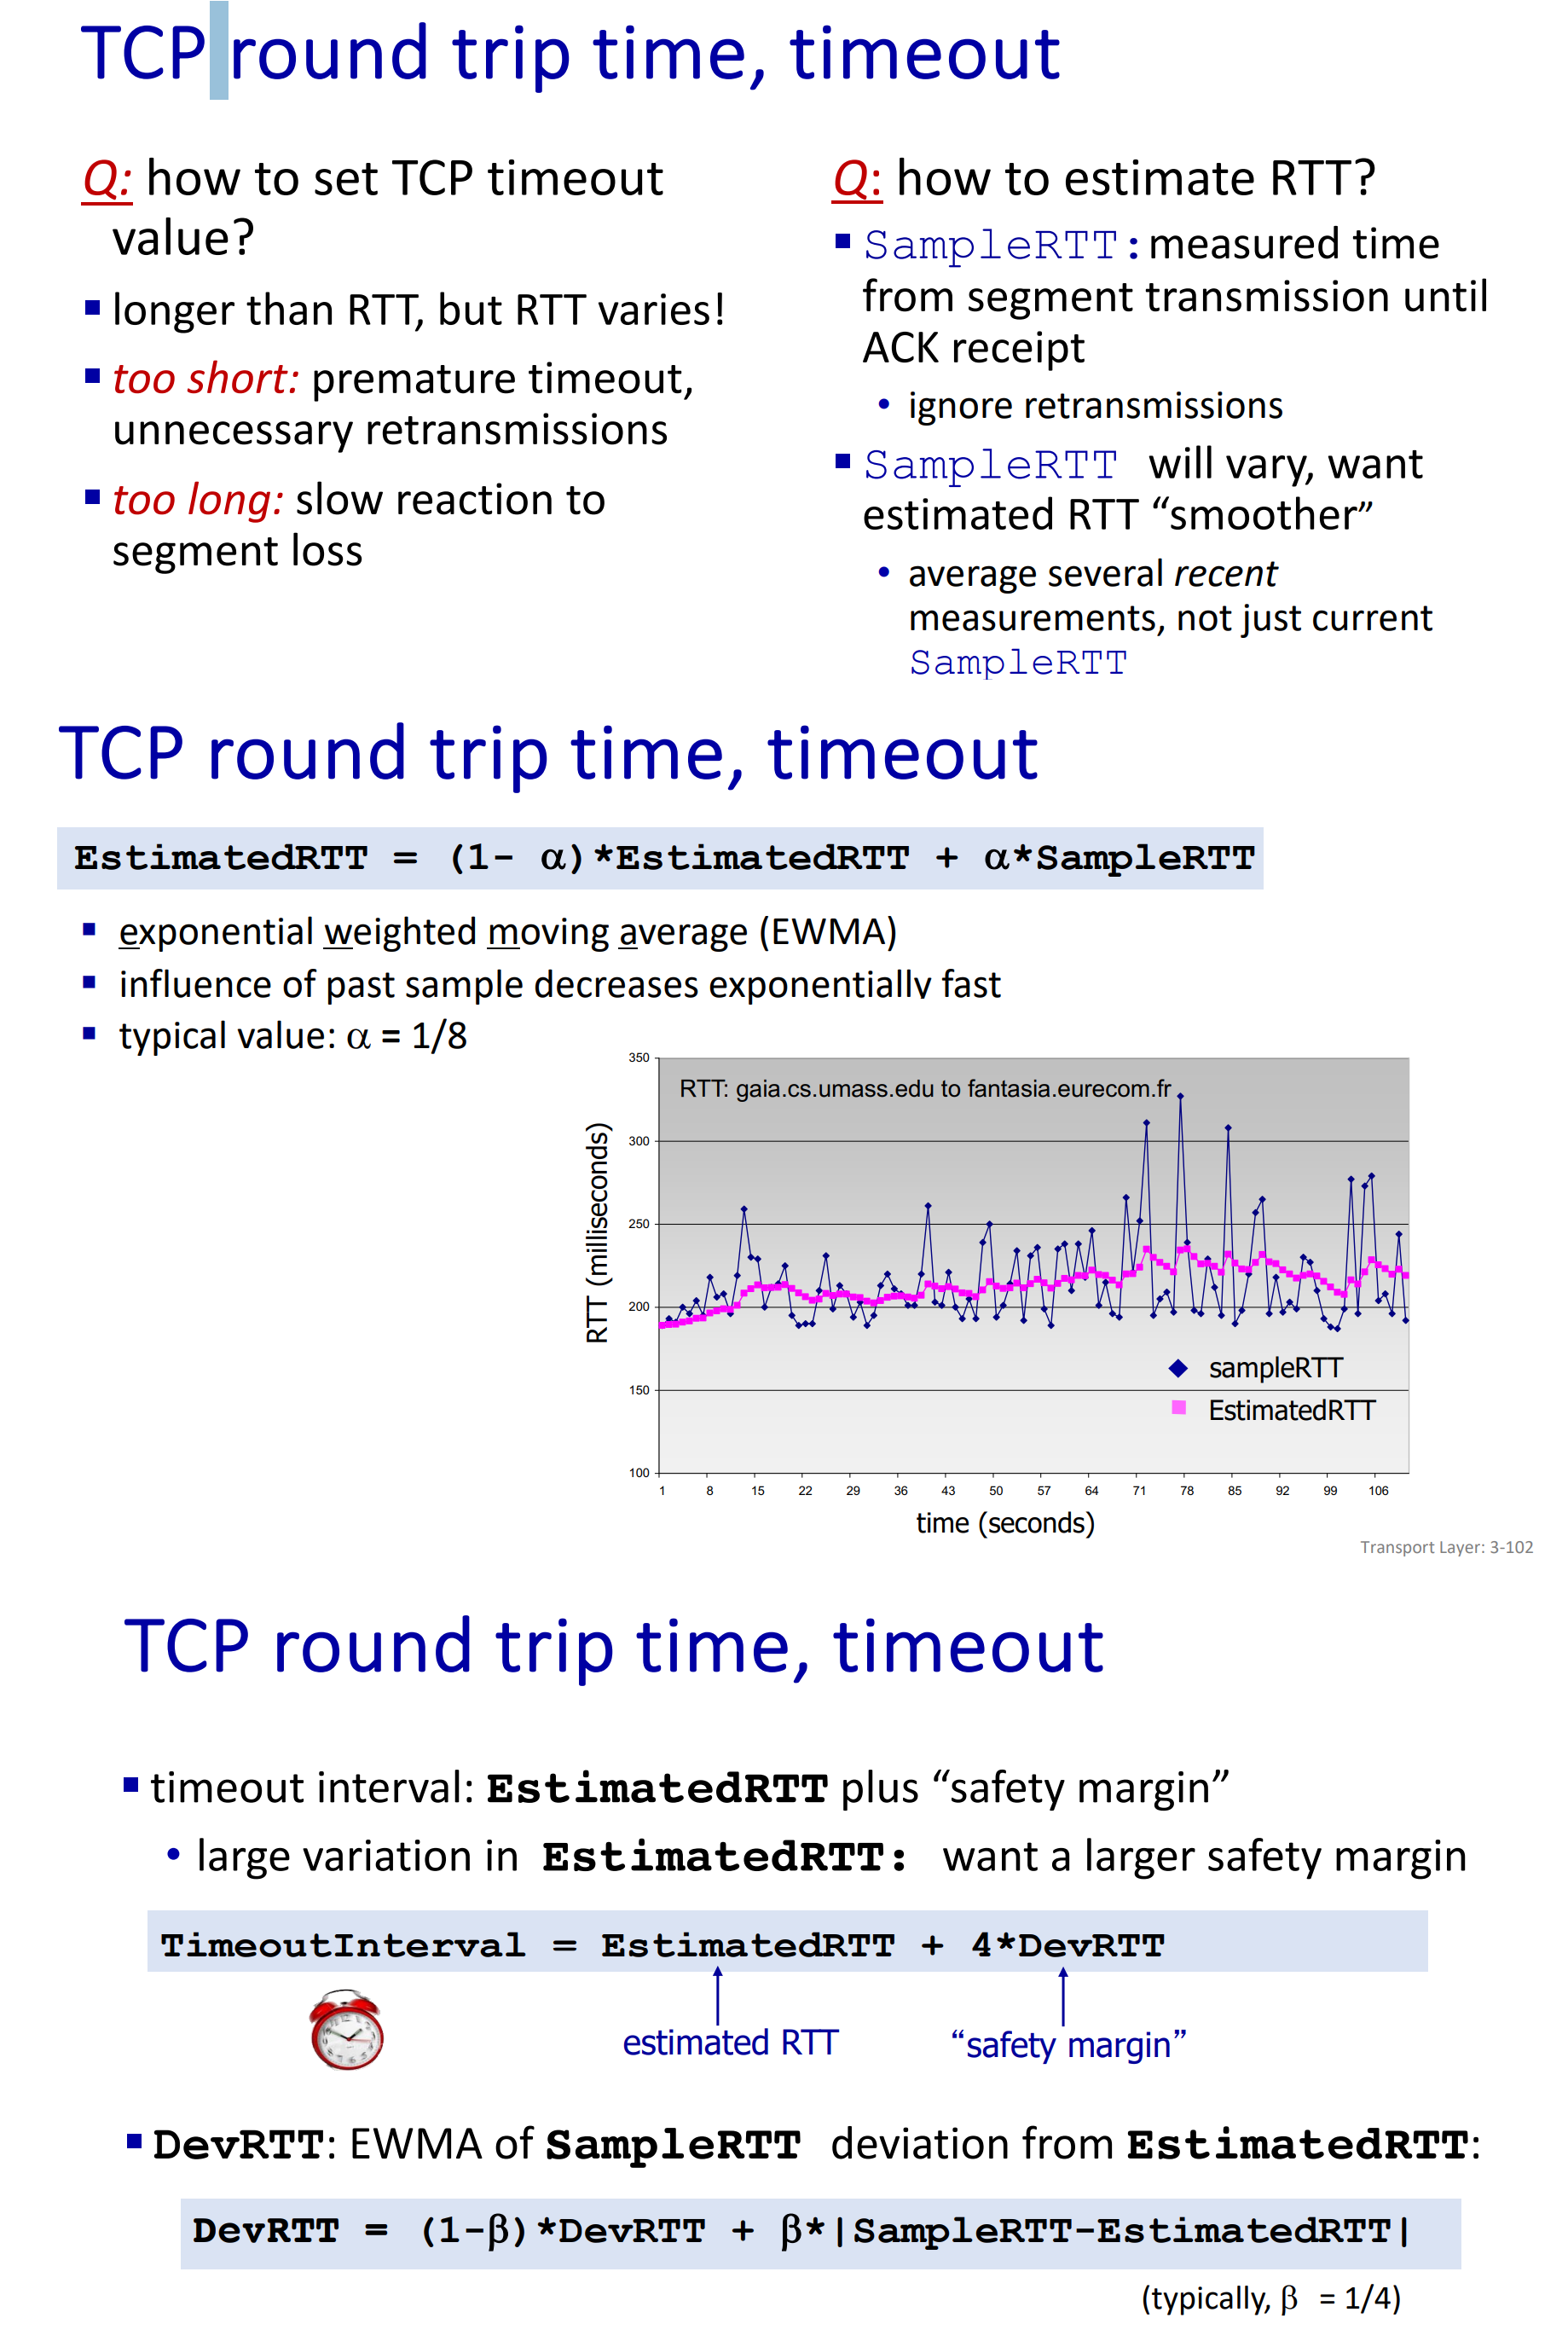 TCP round trip time, timeout
Q: how to set TCP timeout
value?
▪ longer than RTT, but RTT varies!
▪ too short: premature timeout,
unnecessary retransmissions
▪ too long: slow reaction to
segment loss
Q: how to estimate RTT?
▪ SampleRTT: measured time
from segment transmission until
ACK receipt
• ignore retransmissions
▪ SampleRTT will vary, want
estimated RTT “smoother”
• average several recent
measurements, not just current
SampleRTT
TCP round trip time, timeout
EstimatedRTT = (1- α)*EstimatedRTT + α*SampleRTT
▪ exponential weighted moving average (EWMA)
▪ influence of past sample decreases exponentially fast
▪ typical value: α = 1/8
RTT: gaia.cs.umass.edu to fantasia.eurecom.fr
350
300
250
200
150
100
RTT (milliseconds)
sampleRTT
EstimatedRTT
1 8 15 22 29 36 43 50 57 64 71 78 85 92 99 106
time (seconds)
Transport Layer: 3-102
TCP round trip time, timeout
▪ timeout interval: EstimatedRTT plus “safety margin”
• large variation in EstimatedRTT: want a larger safety margin
TimeoutInterval = EstimatedRTT + 4*DevRTT
estimated RTT “safety margin”
▪ DevRTT: EWMA of SampleRTT deviation from EstimatedRTT:
DevRTT = (1-β)*DevRTT + β*|SampleRTT-EstimatedRTT|
(typically, β = 1/4)